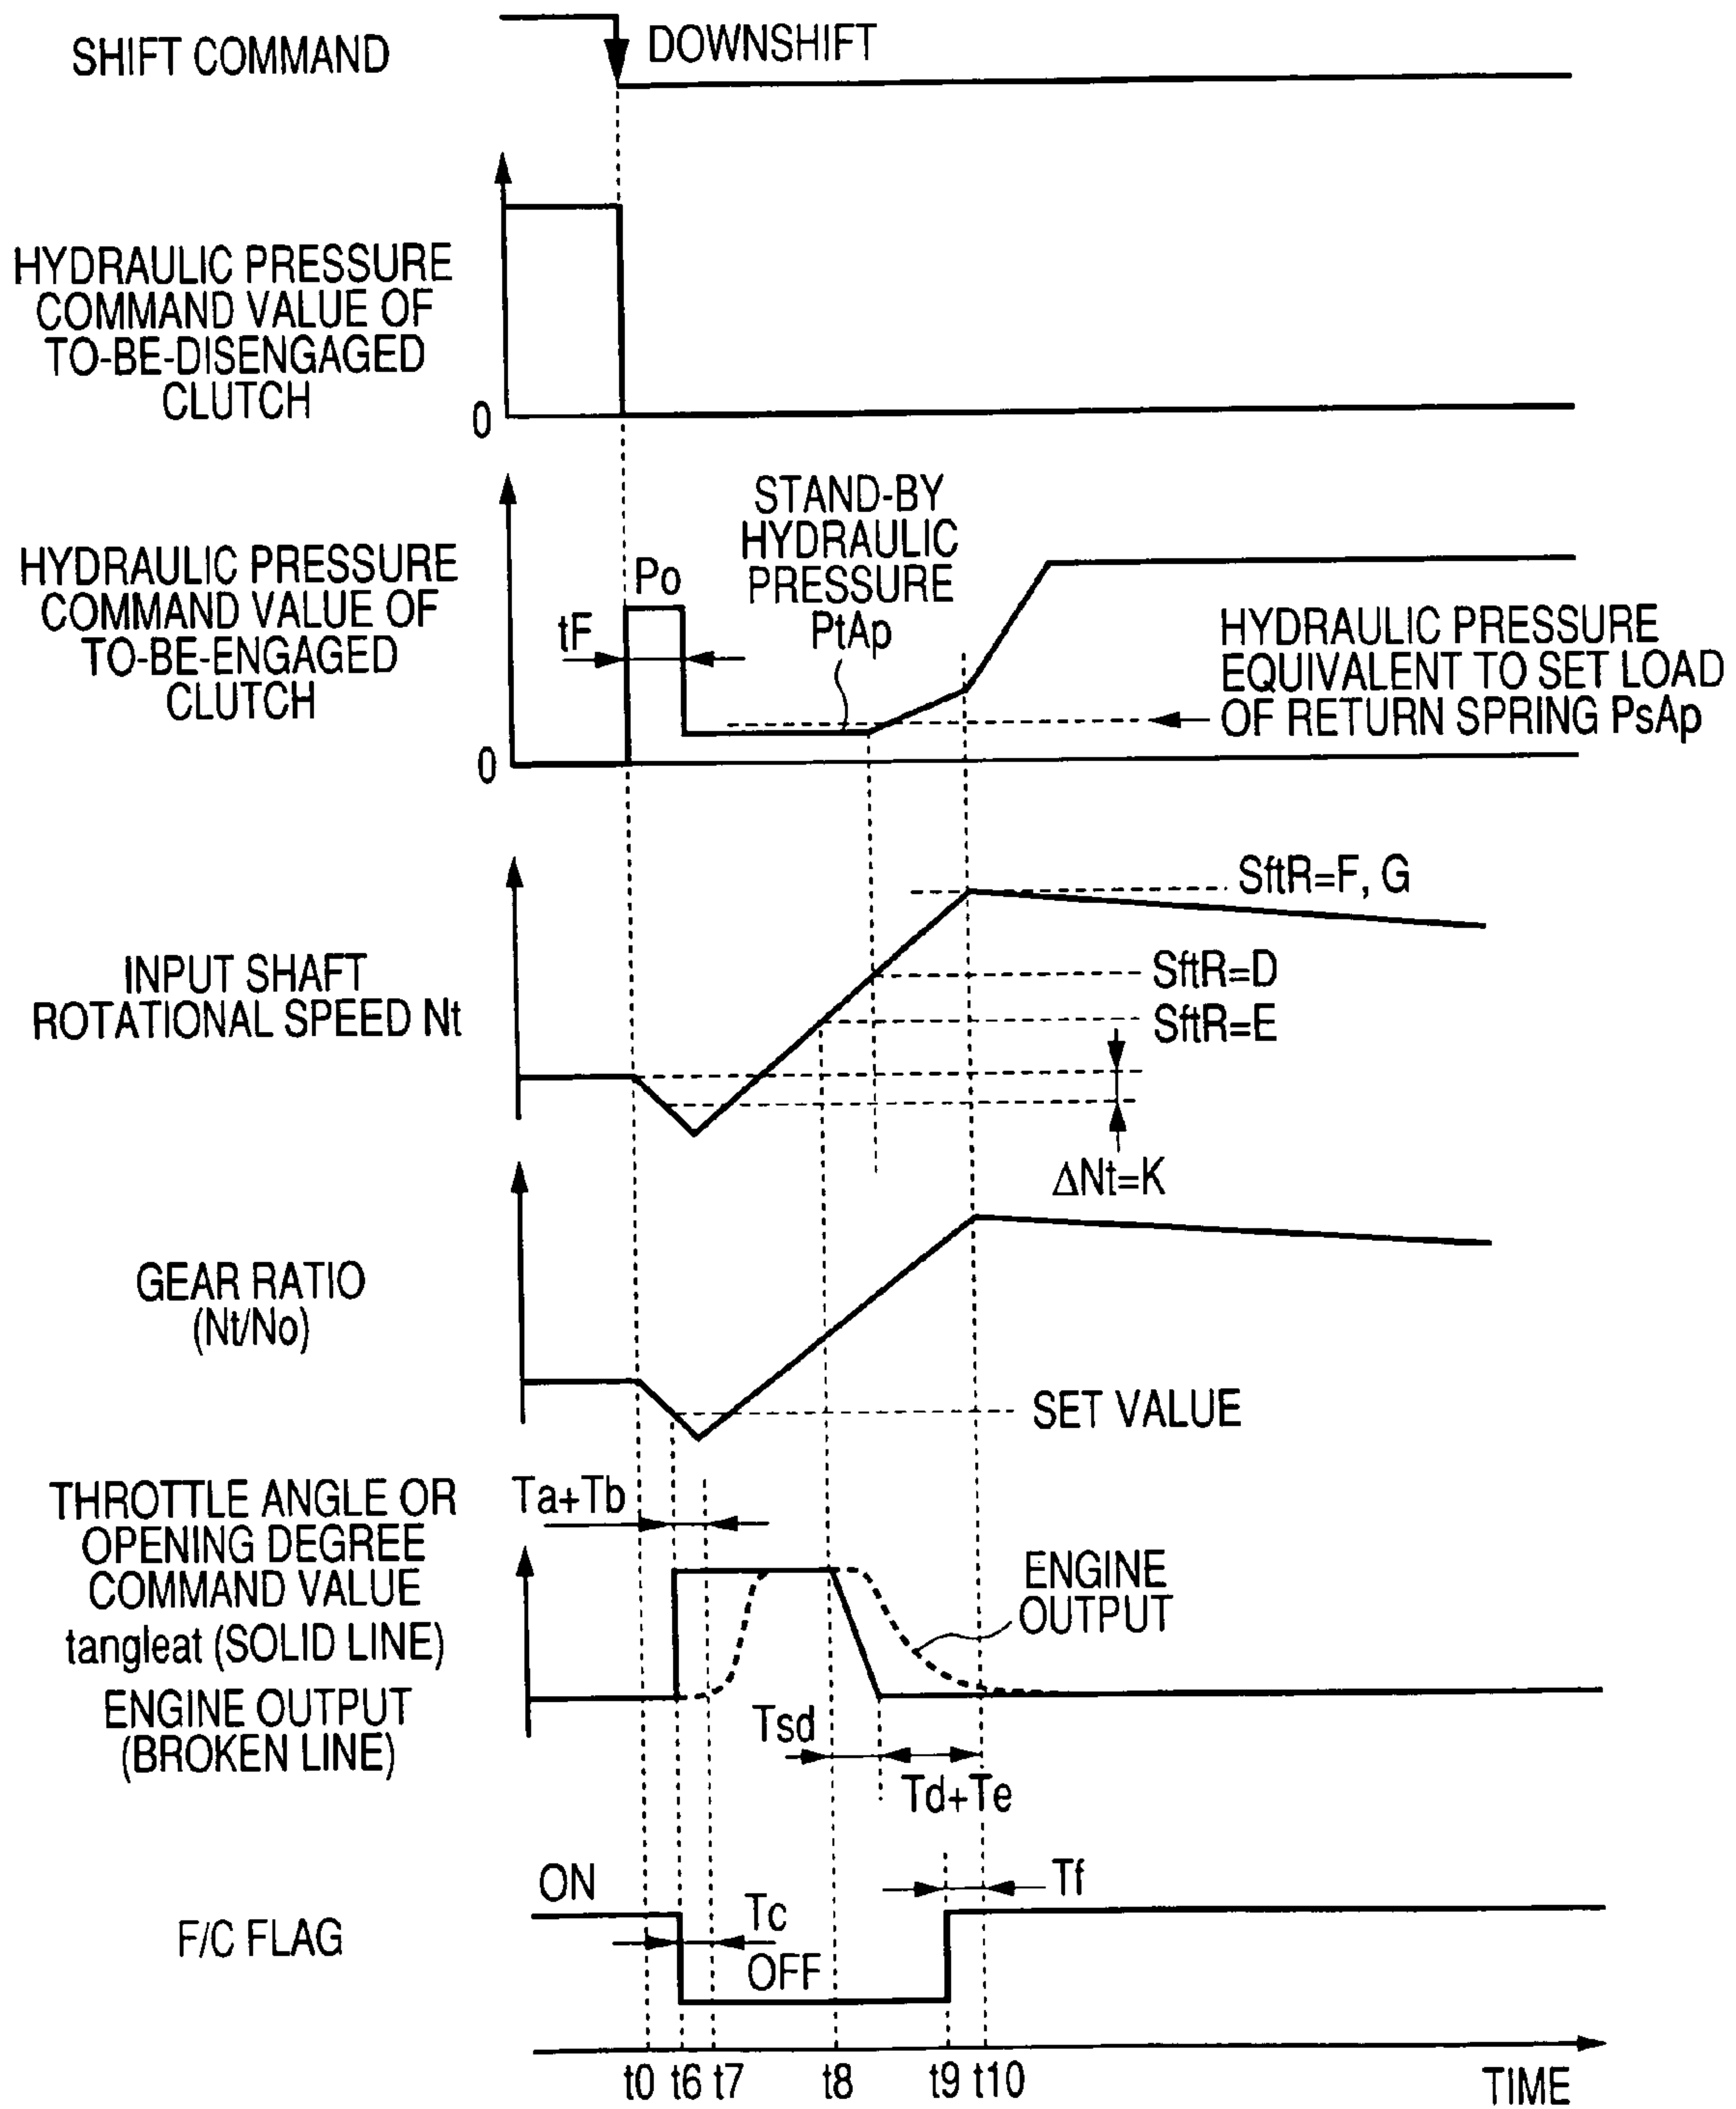 SHIFT COMMAND
DOWNSHIFT
HYDRAULIC PRESSURE
COMMAND VALUE OF
TO-BE-DISENGAGED
CLUTCH
0
HYDRAULIC PRESSURE
COMMAND VALUE OF
TO-BE-ENGAGED
CLUTCH
0
tF
Po
STAND-BY
HYDRAULIC
PRESSURE
PtAp
HYDRAULIC PRESSURE
EQUIVALENT TO SET LOAD
OF RETURN SPRING PsAp
INPUT SHAFT
ROTATIONAL SPEED Nt
SftR=F, G
SftR=D
SftR=E
ΔNt=K
GEAR RATIO
(Nt/No)
SET VALUE
THROTTLE ANGLE OR
OPENING DEGREE
COMMAND VALUE
tangleat (SOLID LINE)
ENGINE OUTPUT
(BROKEN LINE)
Ta+Tb
ENGINE
OUTPUT
Tsd
Td+Te
F/C FLAG
ON
Tc
OFF
Tf
t0 t6 t7 t8 t9 t10
TIME